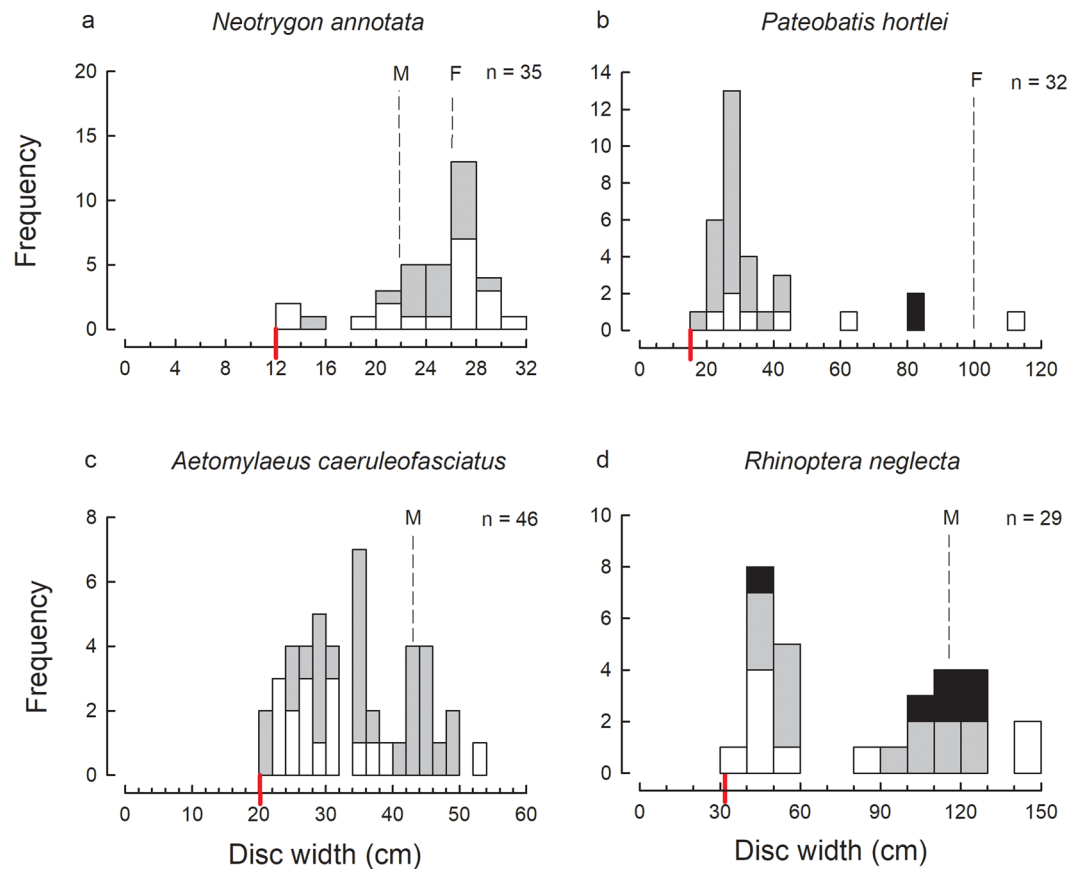 a Neotrygon annotata
M F n = 35
20
15
10
5
0
Frequency
0 4 8 12 16 20 24 28 32
b Pateobatis hortlei
F n = 32
14
12
10
8
6
4
2
0
0 20 40 60 80 100 120
c Aetomylaeus caeruleofasciatus
M n = 46
8
6
4
2
0
Frequency
0 10 20 30 40 50 60
Disc width (cm)
d Rhinoptera neglecta
M n = 29
10
8
6
4
2
0
0 30 60 90 120 150
Disc width (cm)